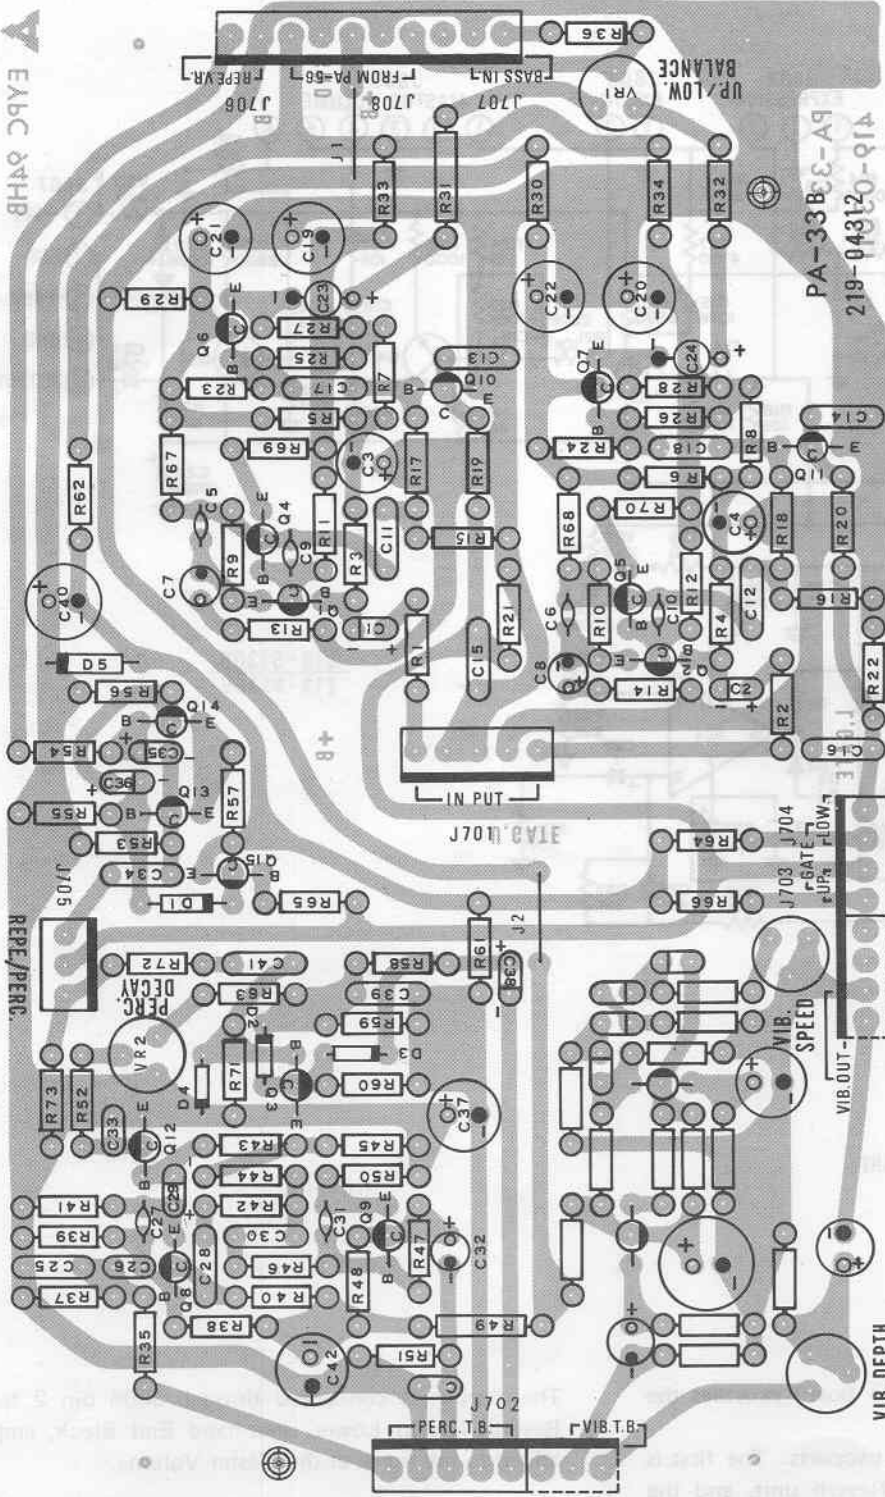 EYPC 94HB
REPE.V.R.
FROM PA-56
BASS IN.
J706
J708
J707
R36
VR1
UP/LOW.
BALANCE
PA-33B
219-04312
J1
R33
R31
R30
R34
R32
C21
C19
C22
C20
R29
Q6
E
B
C
C23
R27
R25
R23
C17
R5
R7
C13
B
Q10
C
E
Q7
E
C
B
C24
R28
R26
R24
C18
R6
R8
C14
B
C
E
Q11
R62
R67
R69
C3
R17
R19
R68
R70
C4
R18
R20
C5
C7
R9
E
Q4
C
B
C9
R11
R3
C11
R15
R21
C6
R10
Q5
E
C
B
C10
R12
R4
C12
R16
R22
C40
D5
R13
C1
R1
C15
C8
R14
C2
R2
C16
R56
B
C
E
Q14
R54
C35
C36
R55
B
C
E
Q13
R57
R53
C34
E
C
B
Q15
D1
R65
IN PUT
J701
J2
R64
R66
J704
J703
GATE
LOW.
UP.
J705
REPE./PERC.
R72
C41
R58
R61
C38
PERC.
DECAY
R63
C39
VR2
D2
R59
D3
R60
R71
D4
B
C
E
Q3
VIB.
SPEED
VIB.OUT
R73
R52
C33
E
C
B
Q12
C37
R43
R45
R44
R50
R41
C29
R42
C27
R39
C30
C31
E
Q9
C
B
R47
C32
C25
C26
E
C
B
Q8
C28
R46
R48
R37
R40
R35
R38
R49
C42
R51
J702
PERC.T.B.
VIB.T.B.
VIB.DEPTH